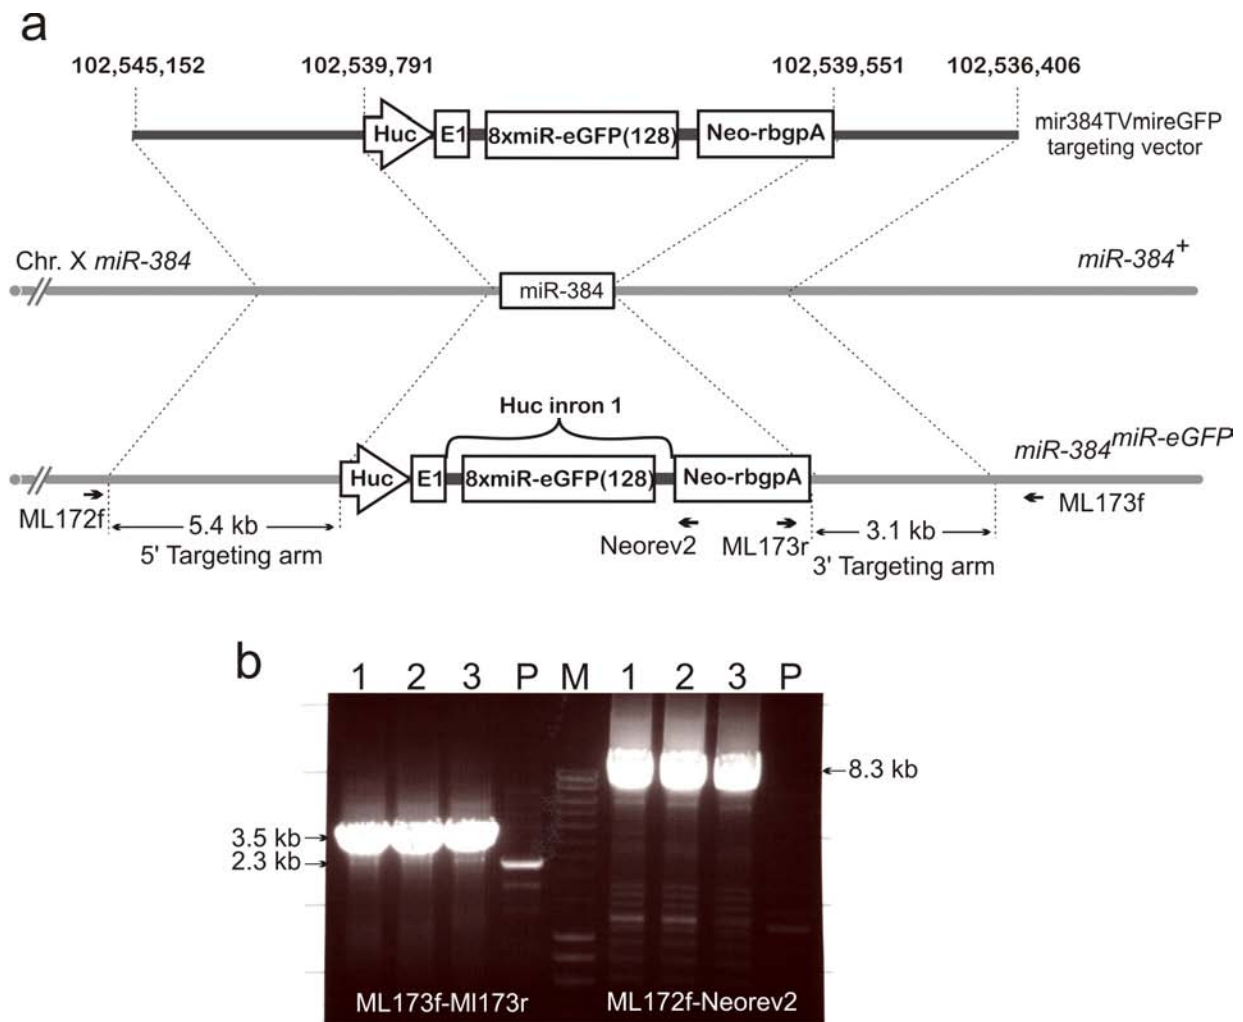 a
102,545,152 102,539,791 102,539,551 102,536,406
Huc E1 8xmiR-eGFP(128) Neo-rbgpA
mir384TVmireGFP
targeting vector
Chr. X miR-384
miR-384
miR-384+
Huc inron 1
miR-384miR-eGFP
Huc E1 8xmiR-eGFP(128) Neo-rbgpA
ML172f
5.4 kb
5' Targeting arm
Neorev2 ML173r
3.1 kb
3' Targeting arm
ML173f
b
1 2 3 P M 1 2 3 P
8.3 kb
3.5 kb
2.3 kb
ML173f-Ml173r ML172f-Neorev2